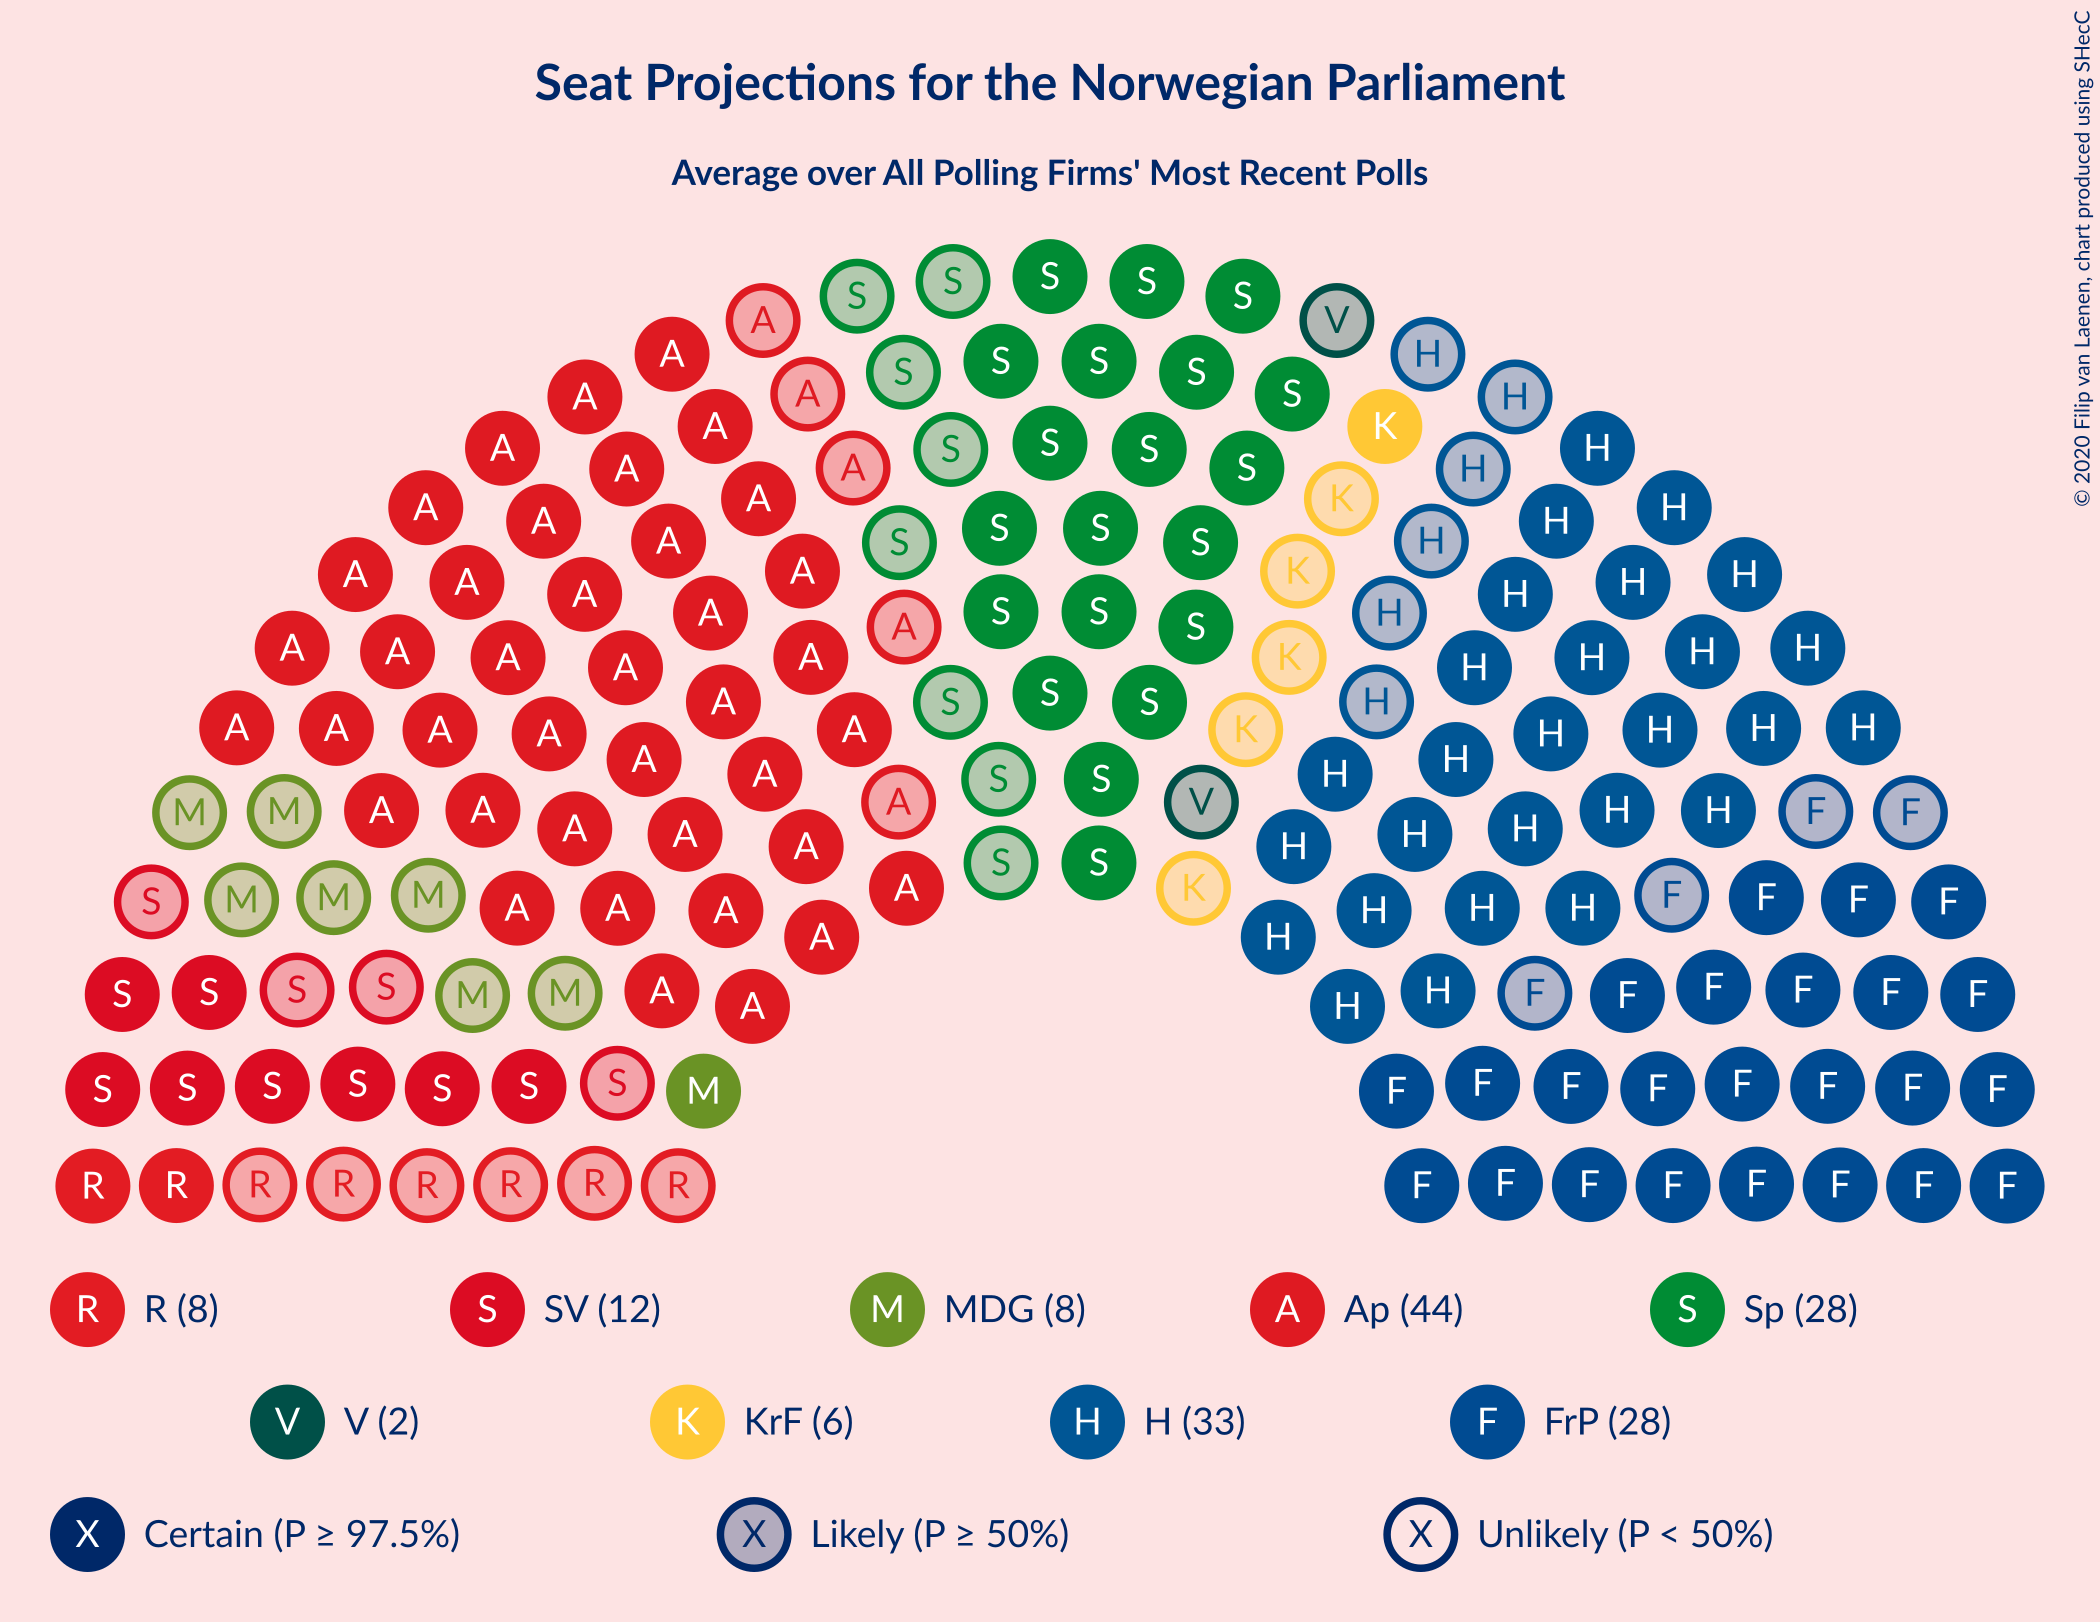 Seat Projections for the Norwegian Parliament
Average over All Polling Firms' Most Recent Polls
© 2020 Filip van Laenen, chart produced using SHecC
S S S S S
A V
A H
S S S S
A A S H
A K
A S S S S H
A A K H
A A S S S S H
A A A K H H
A A A A S S S K H H H H
A A A S S S H
A A A A A K H H H H H
A A A A S S S H H
A A A A A A K H H H H H
A A S S V H H
M M A A A A A H H H H H F F
A S S H
S M M M A A A A K H H H F F F F
A H
S S S S M M A A H H F F F F F F
S S S S S S S M F F F F F F F F
R R R R R R R R F F F F F F F F
R R (8) S SV (12) M MDG (8) A Ap (44) S Sp (28)
V V (2) K KrF (6) H H (33) F FrP (28)
X Certain (P ≥ 97.5%) X Likely (P ≥ 50%) X Unlikely (P < 50%)